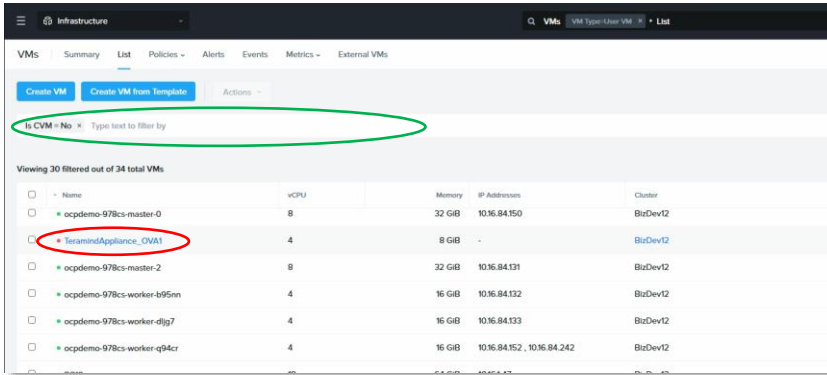 Infrastructure VMs VM Type=User VM × List
VMs Summary List Policies Alerts Events Metrics External VMs
Create VM Create VM from Template Actions
Is CVM = No × Type text to filter by
Viewing 30 filtered out of 34 total VMs
Name vCPU Memory IP Addresses Cluster
ocpdemo-978cs-master-0 8 32 GiB 10.16.84.150 BizDev12
TeramindAppliance_OVA1 4 8 GiB - BizDev12
ocpdemo-978cs-master-2 8 32 GiB 10.16.84.131 BizDev12
ocpdemo-978cs-worker-b95nn 4 16 GiB 10.16.84.132 BizDev12
ocpdemo-978cs-worker-dljg7 4 16 GiB 10.16.84.133 BizDev12
ocpdemo-978cs-worker-q94cr 4 16 GiB 10.16.84.152 , 10.16.84.242 BizDev12